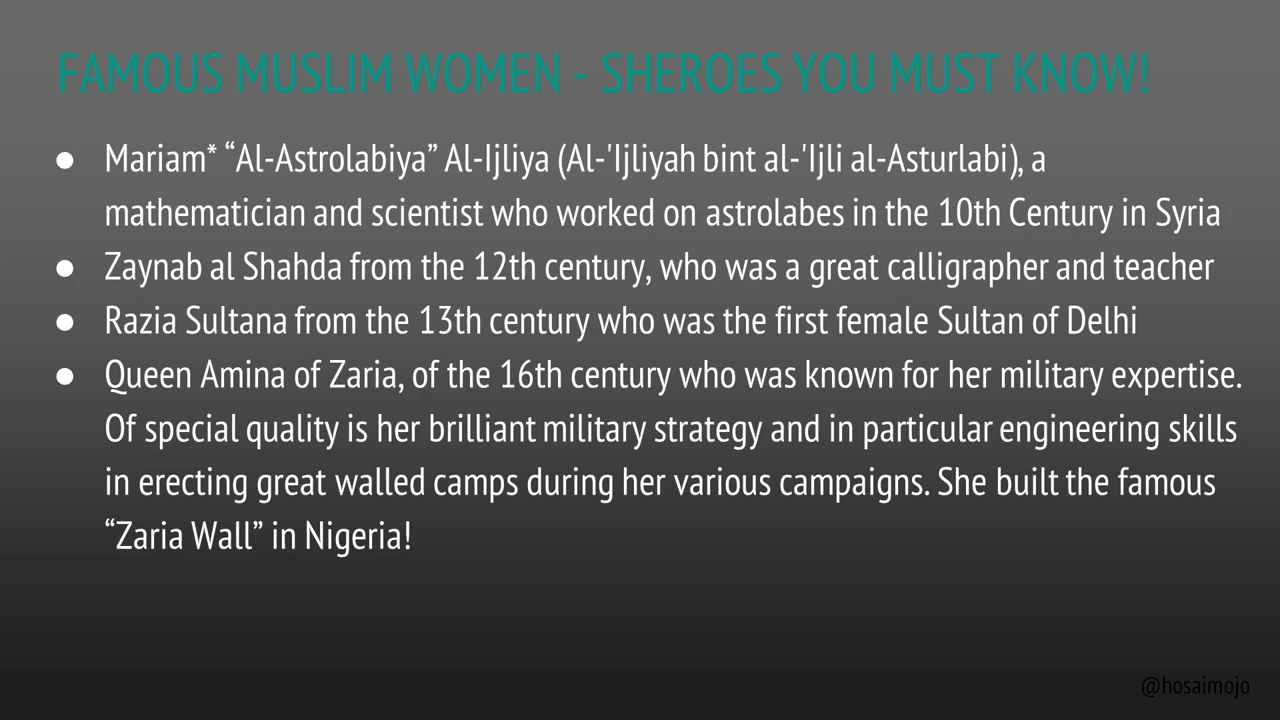 FAMOUS MUSLIM WOMEN - SHEROES YOU MUST KNOW!
● Mariam* “Al-Astrolabiya” Al-Ijliya (Al-'Ijliyah bint al-'Ijli al-Asturlabi), a
mathematician and scientist who worked on astrolabes in the 10th Century in Syria
● Zaynab al Shahda from the 12th century, who was a great calligrapher and teacher
● Razia Sultana from the 13th century who was the first female Sultan of Delhi
● Queen Amina of Zaria, of the 16th century who was known for her military expertise.
Of special quality is her brilliant military strategy and in particular engineering skills
in erecting great walled camps during her various campaigns. She built the famous
“Zaria Wall” in Nigeria!
@hosaimojo